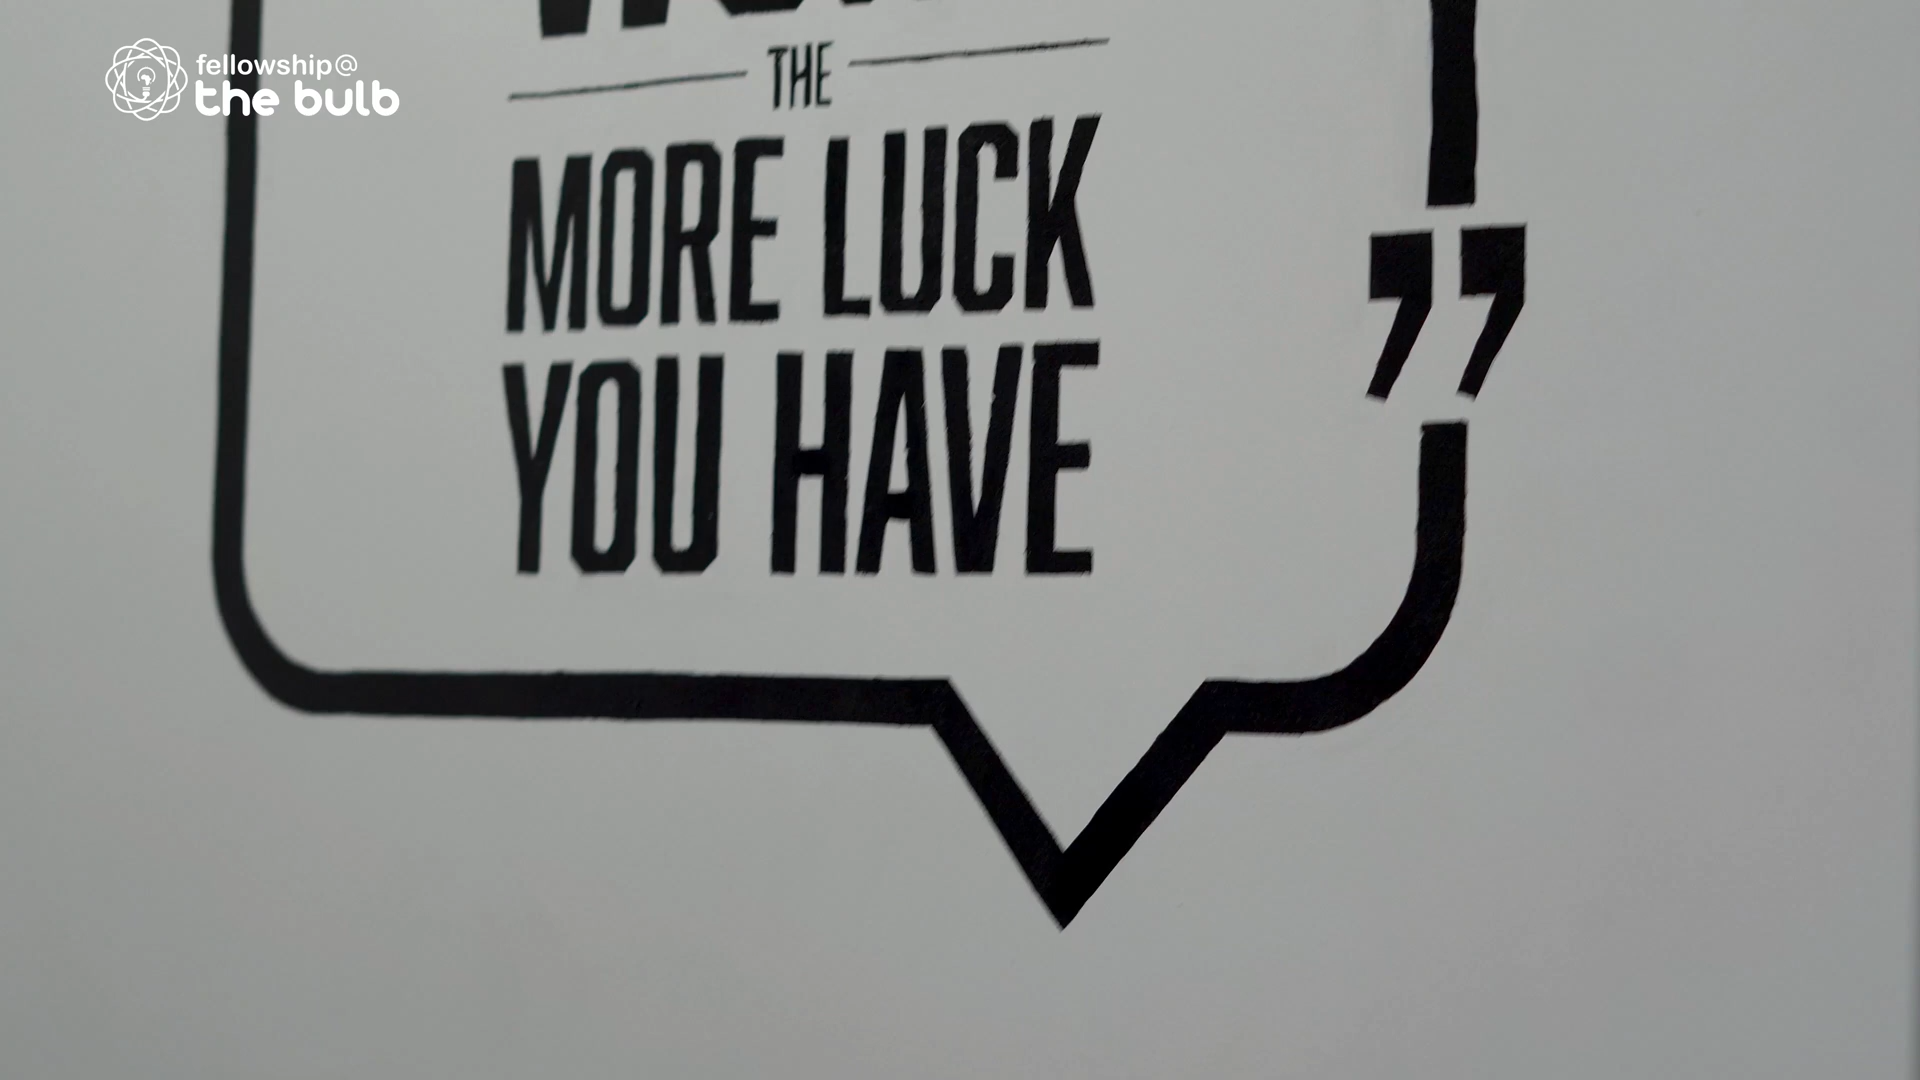 fellowship@
the bulb
THE
MORE LUCK
YOU HAVE
”